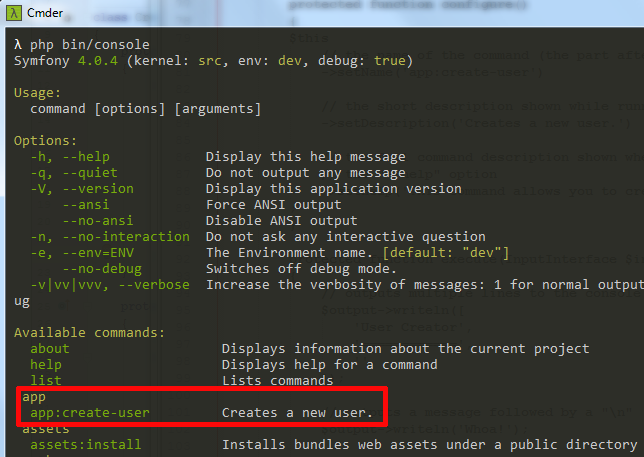 Cmder
λ php bin/console
Symfony 4.0.4 (kernel: src, env: dev, debug: true)
Usage:
command [options] [arguments]
Options:
-h, --help Display this help message
-q, --quiet Do not output any message
-V, --version Display this application version
--ansi Force ANSI output
--no-ansi Disable ANSI output
-n, --no-interaction Do not ask any interactive question
-e, --env=ENV The Environment name. [default: "dev"]
--no-debug Switches off debug mode.
-v|vv|vvv, --verbose Increase the verbosity of messages: 1 for normal output
ug
Available commands:
about Displays information about the current project
help Displays help for a command
list Lists commands
app
app:create-user Creates a new user.
assets
assets:install Installs bundles web assets under a public directory